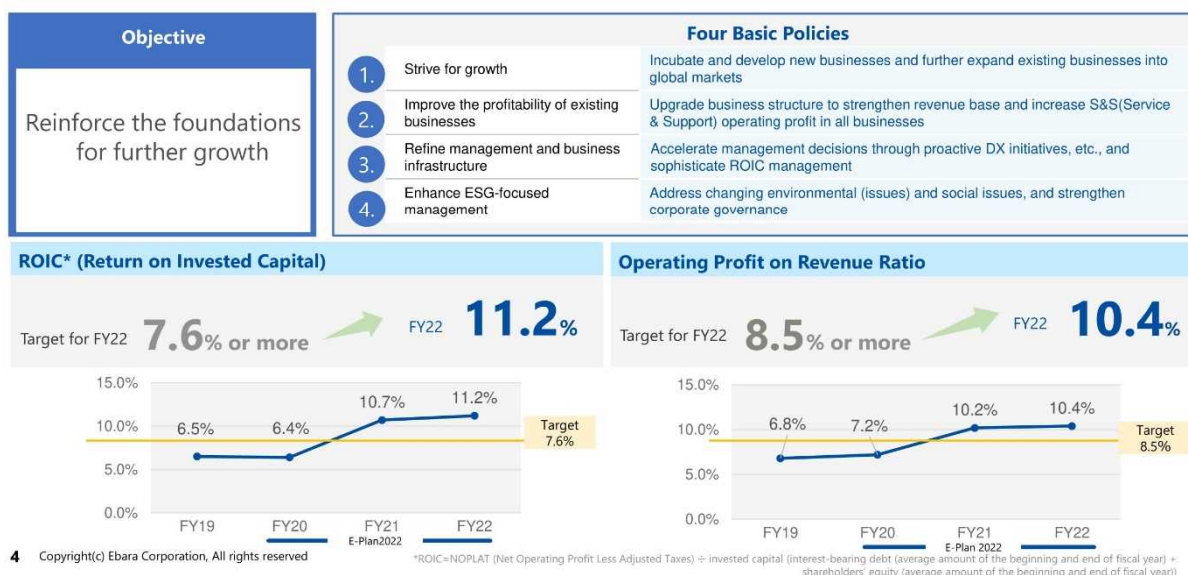 Objective
Reinforce the foundations
for further growth
Four Basic Policies
1.
Strive for growth
Incubate and develop new businesses and further expand existing businesses into
global markets
2.
Improve the profitability of existing
businesses
Upgrade business structure to strengthen revenue base and increase S&S(Service
& Support) operating profit in all businesses
3.
Refine management and business
infrastructure
Accelerate management decisions through proactive DX initiatives, etc., and
sophisticate ROIC management
4.
Enhance ESG-focused
management
Address changing environmental (issues) and social issues, and strengthen
corporate governance
ROIC* (Return on Invested Capital)
Target for FY22 7.6% or more FY22 11.2%
15.0%
10.0%
5.0%
0.0%
6.5%
6.4%
10.7%
11.2%
Target
7.6%
FY19 FY20 FY21 FY22
E-Plan2022
Operating Profit on Revenue Ratio
Target for FY22 8.5% or more FY22 10.4%
15.0%
10.0%
5.0%
0.0%
6.8%
7.2%
10.2%
10.4%
Target
8.5%
FY19 FY20 FY21 FY22
E-Plan 2022
4 Copyright(c) Ebara Corporation, All rights reserved
*ROIC=NOPLAT (Net Operating Profit Less Adjusted Taxes) ÷ invested capital (interest-bearing debt (average amount of the beginning and end of fiscal year) +
shareholders' equity (average amount of the beginning and end of fiscal year))